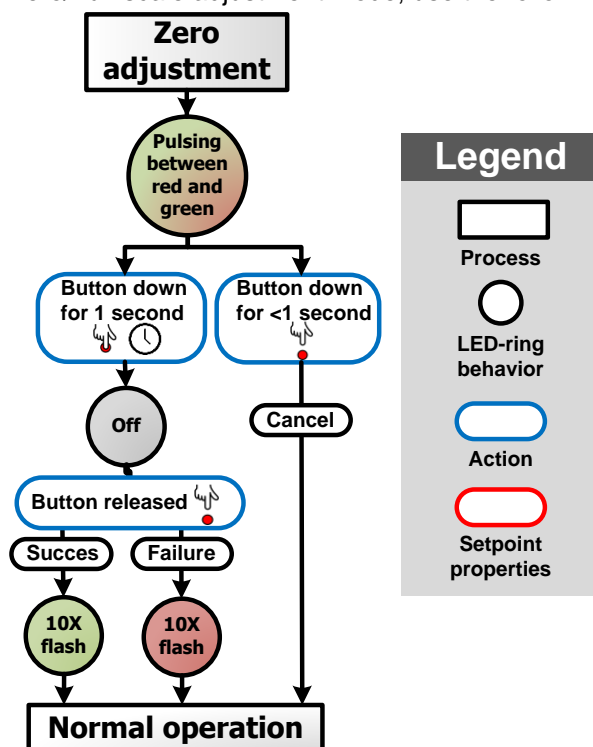 Zero
adjustment
Pulsing
between
red and
green
Button down
for 1 second
Button down
for <1 second
Off
Cancel
Button released
Succes
Failure
10X
flash
10X
flash
Normal operation
Legend
Process
LED-ring
behavior
Action
Setpoint
properties